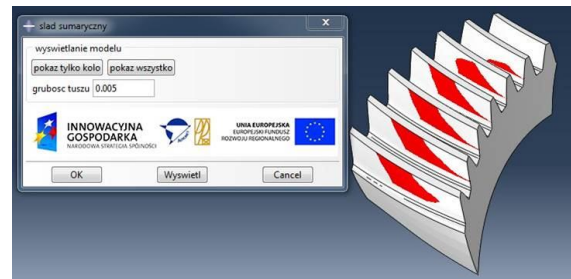 slad sumaryczny
wyswietlanie modelu
pokaz tylko kolo pokaz wszystko
grubosc tuszu 0.005
INNOWACYJNA
GOSPODARKA
NARODOWA STRATEGIA SPÓJNOŚCI
UNIA EUROPEJSKA
EUROPEJSKI FUNDUSZ
ROZWOJU REGIONALNEGO
OK Wyswietl Cancel